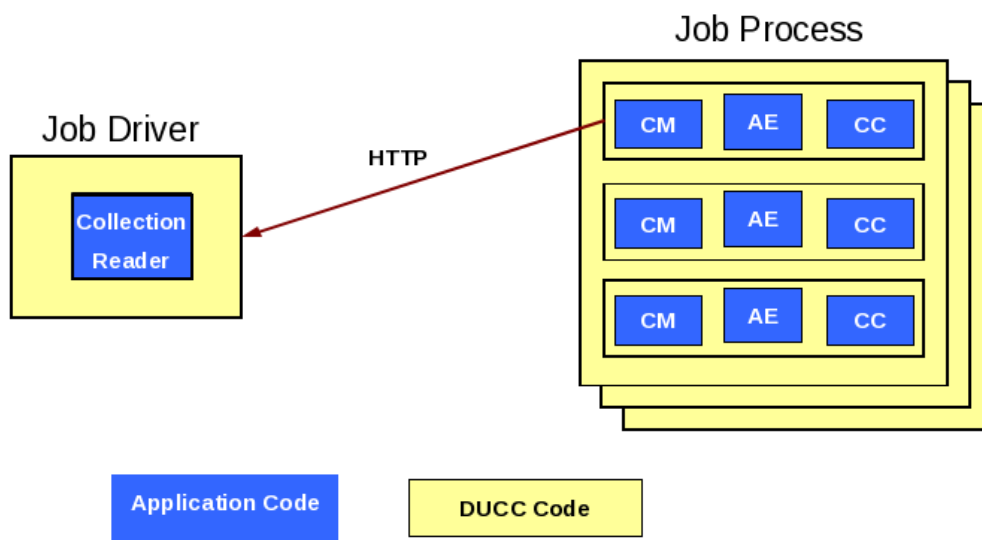 Job Process
Job Driver
HTTP
Collection
Reader
CM AE CC
CM AE CC
CM AE CC
Application Code
DUCC Code